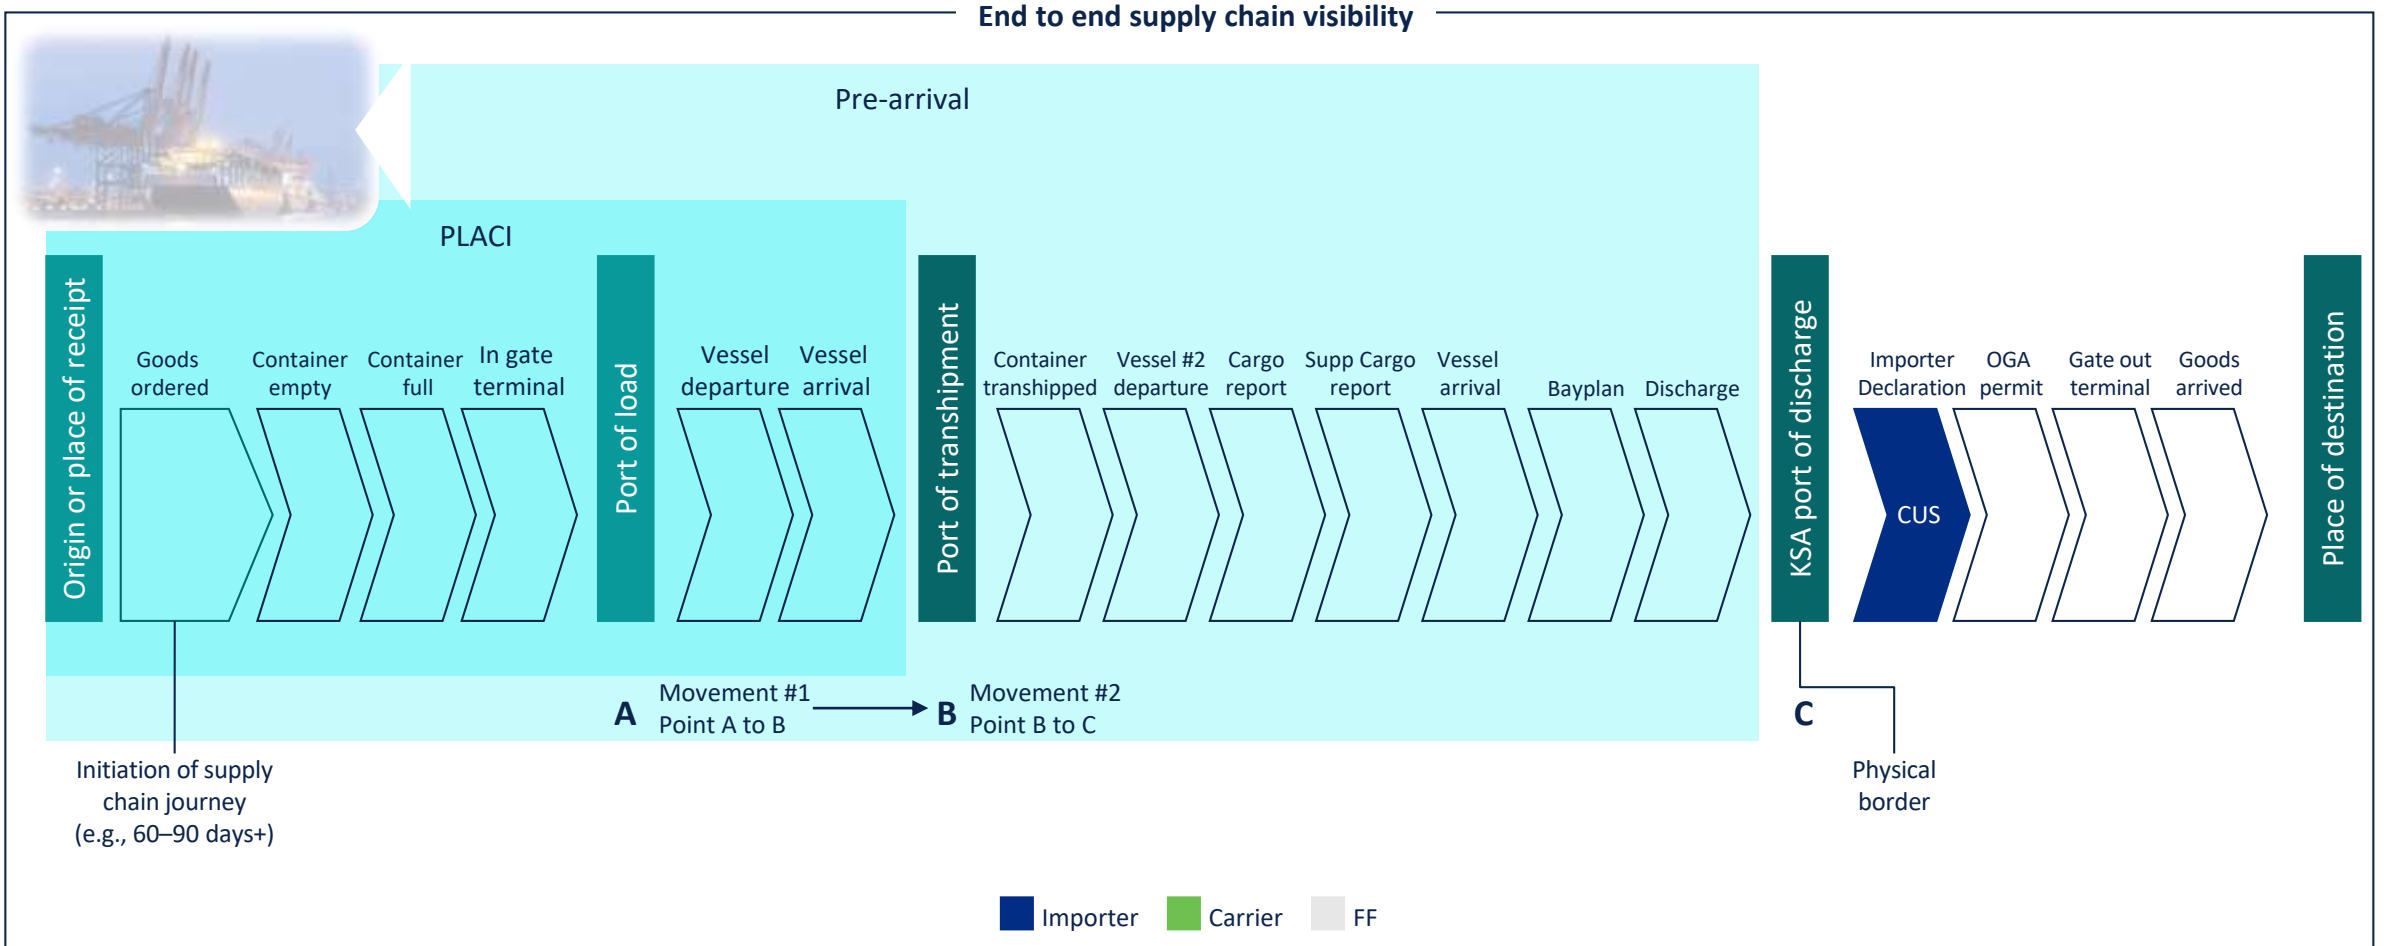 End to end supply chain visibility
Pre-arrival
PLACI
Origin or place of receipt
Goods
ordered
Container
empty
Container
full
In gate
terminal
Port of load
Vessel
departure
Vessel
arrival
Port of transhipment
Container
transhipped
Vessel #2
departure
Cargo
report
Supp Cargo
report
Vessel
arrival
Bayplan
Discharge
KSA port of discharge
Importer
Declaration
CUS
OGA
permit
Gate out
terminal
Goods
arrived
Place of destination
A
Movement #1
Point A to B
B
Movement #2
Point B to C
C
Initiation of supply
chain journey
(e.g., 60–90 days+)
Physical
border
Importer
Carrier
FF